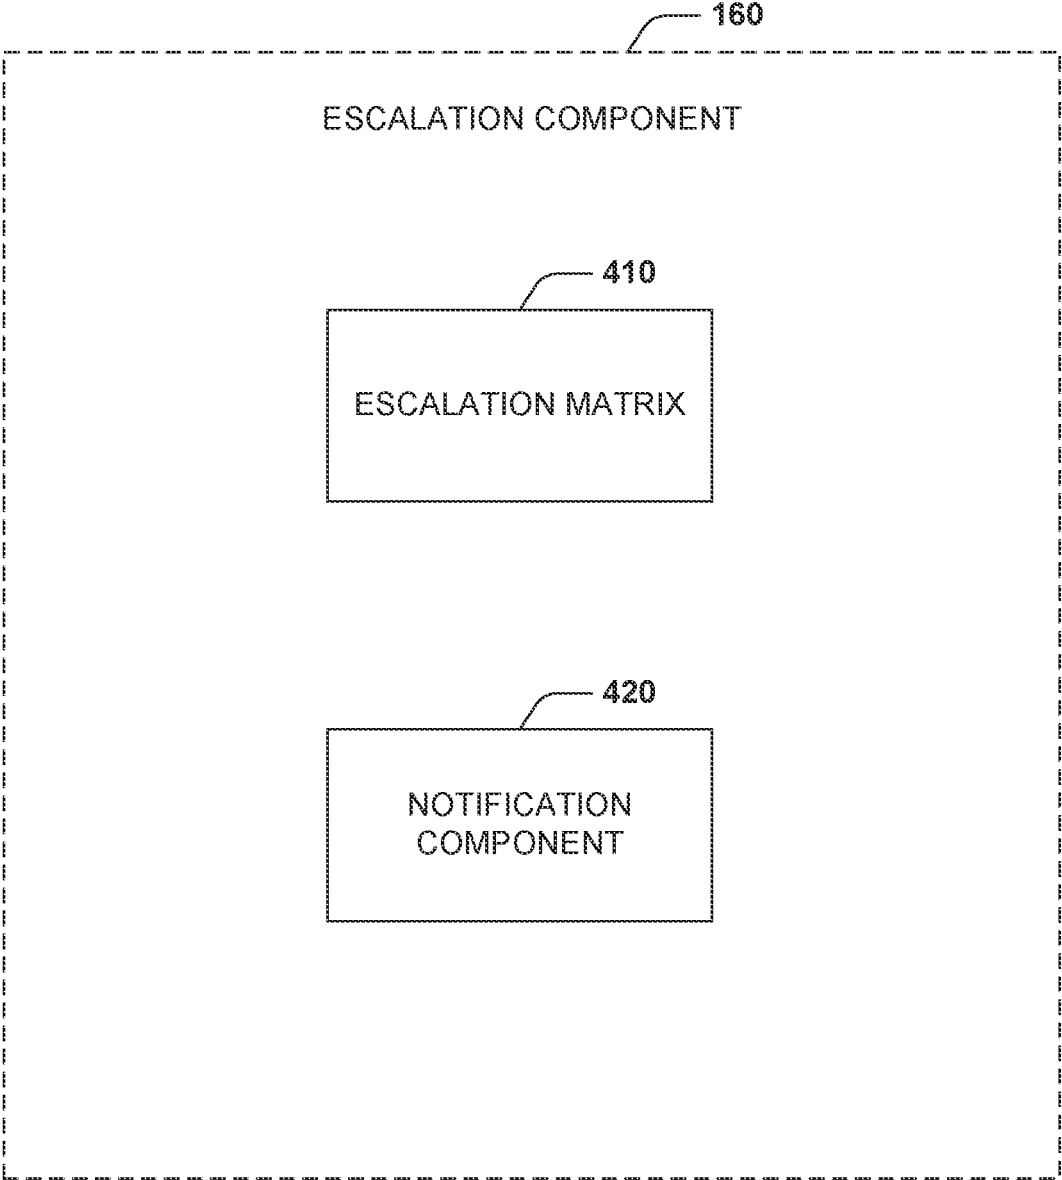 160
ESCALATION COMPONENT
410
ESCALATION MATRIX
420
NOTIFICATION
COMPONENT